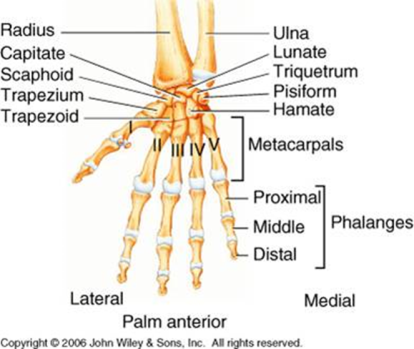 Radius
Capitate
Scaphoid
Trapezium
Trapezoid
Ulna
Lunate
Triquetrum
Pisiform
Hamate
I
II III IV V
Metacarpals
Proximal
Middle
Distal
Phalanges
Lateral
Medial
Palm anterior
Copyright © 2006 John Wiley & Sons, Inc. All rights reserved.